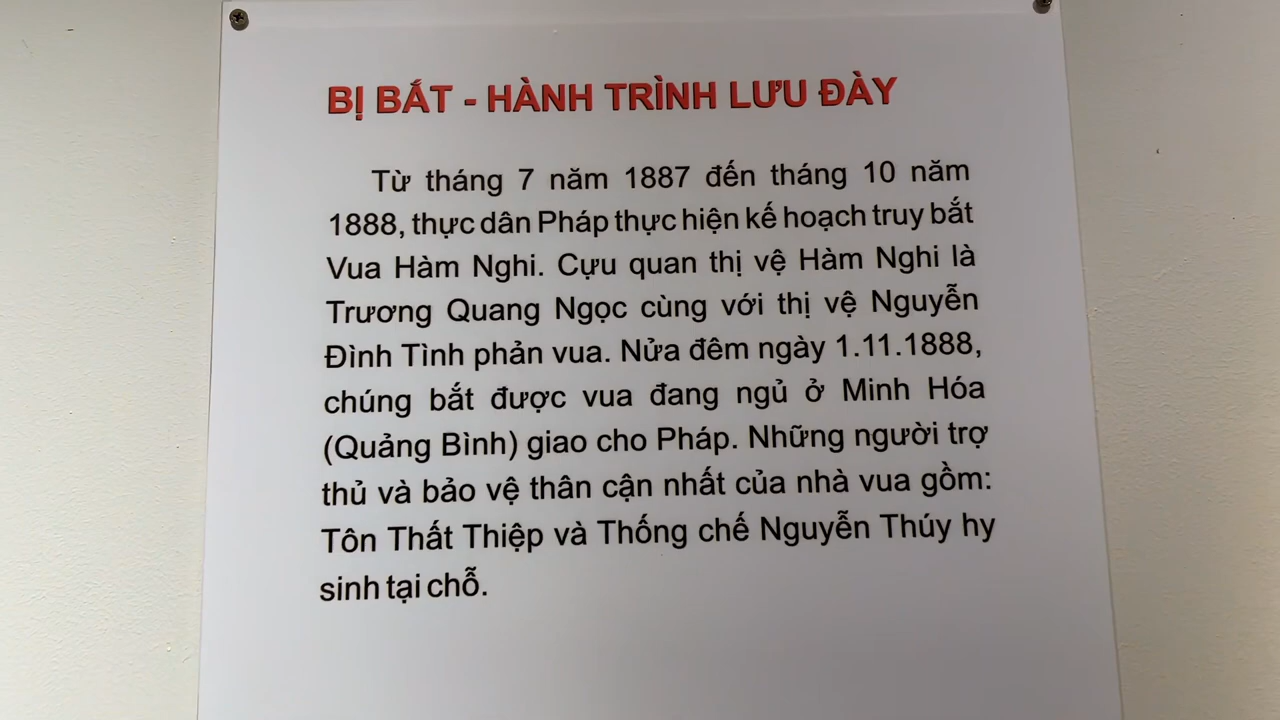 BỊ BẮT - HÀNH TRÌNH LƯU ĐÀY
Từ tháng 7 năm 1887 đến tháng 10 năm
1888, thực dân Pháp thực hiện kế hoạch truy bắt
Vua Hàm Nghi. Cựu quan thị vệ Hàm Nghi là
Trương Quang Ngọc cùng với thị vệ Nguyễn
Đình Tình phản vua. Nửa đêm ngày 1.11.1888,
chúng bắt được vua đang ngủ ở Minh Hóa
(Quảng Bình) giao cho Pháp. Những người trợ
thủ và bảo vệ thân cận nhất của nhà vua gồm:
Tôn Thất Thiệp và Thống chế Nguyễn Thúy hy
sinh tại chỗ.